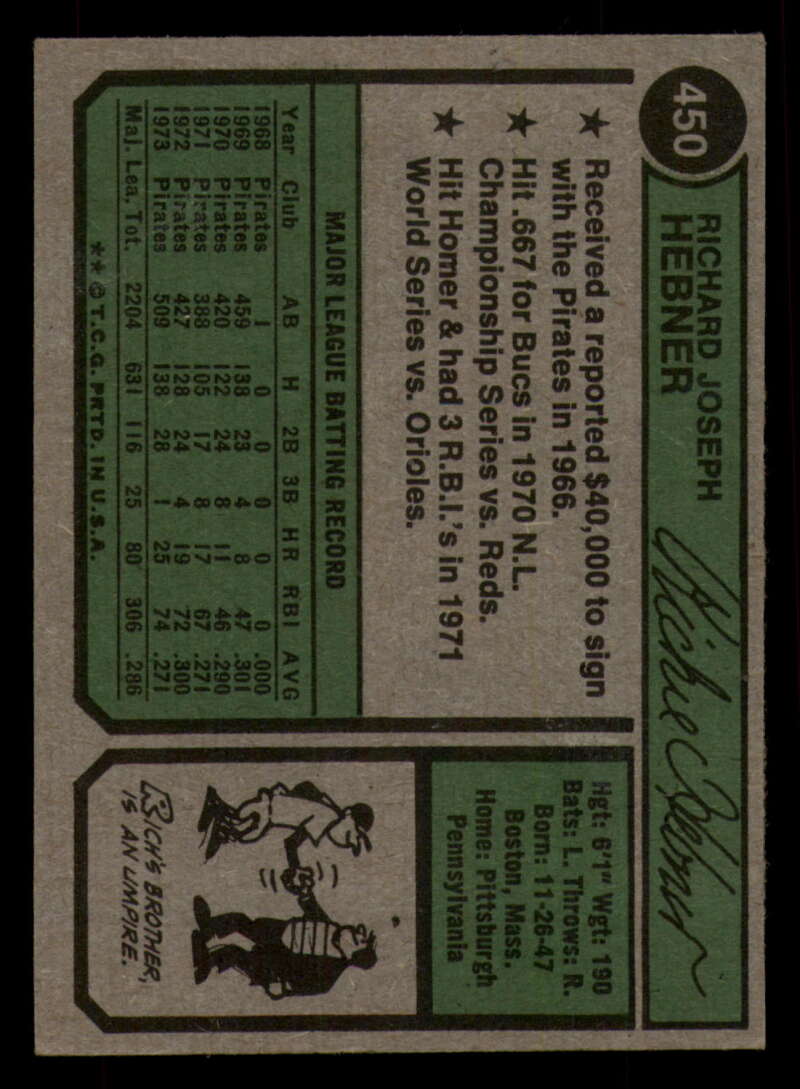 450
RICHARD JOSEPH
HEBNER
Richie Hebner
★ Received a reported $40,000 to sign
with the Pirates in 1966.
★ Hit .667 for Bucs in 1970 N.L.
Championship Series vs. Reds.
★ Hit Homer & had 3 R.B.I.'s in 1971
World Series vs. Orioles.
MAJOR LEAGUE BATTING RECORD
Year Club AB H 2B 3B HR RBI AVG
1968 Pirates 1 0 0 0 0 0 .000
1969 Pirates 459 138 23 4 8 47 .301
1970 Pirates 420 122 24 8 11 46 .290
1971 Pirates 388 105 17 8 17 67 .271
1972 Pirates 427 128 24 4 19 72 .300
1973 Pirates 509 138 28 1 25 74 .271
Maj. Lea. Tot. 2204 631 116 25 80 306 .286
**©T.C.G. PRTD. IN U.S.A.
Hgt: 6'1" Wgt: 190
Bats: L. Throws: R.
Born: 11-26-47
Boston, Mass.
Home: Pittsburgh
Pennsylvania
RICH'S BROTHER,
IS AN UMPIRE.